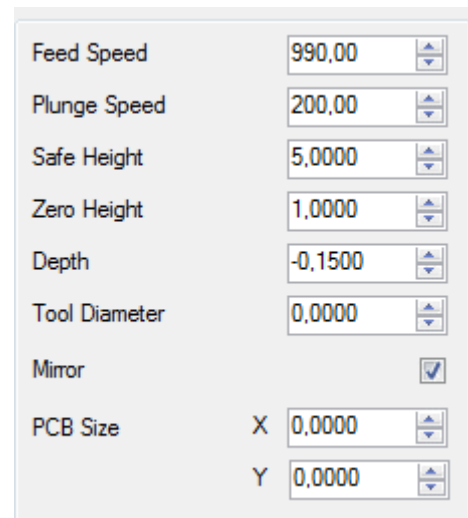 Feed Speed 990,00
Plunge Speed 200,00
Safe Height 5,0000
Zero Height 1,0000
Depth -0,1500
Tool Diameter 0,0000
Mirror
PCB Size X 0,0000
Y 0,0000